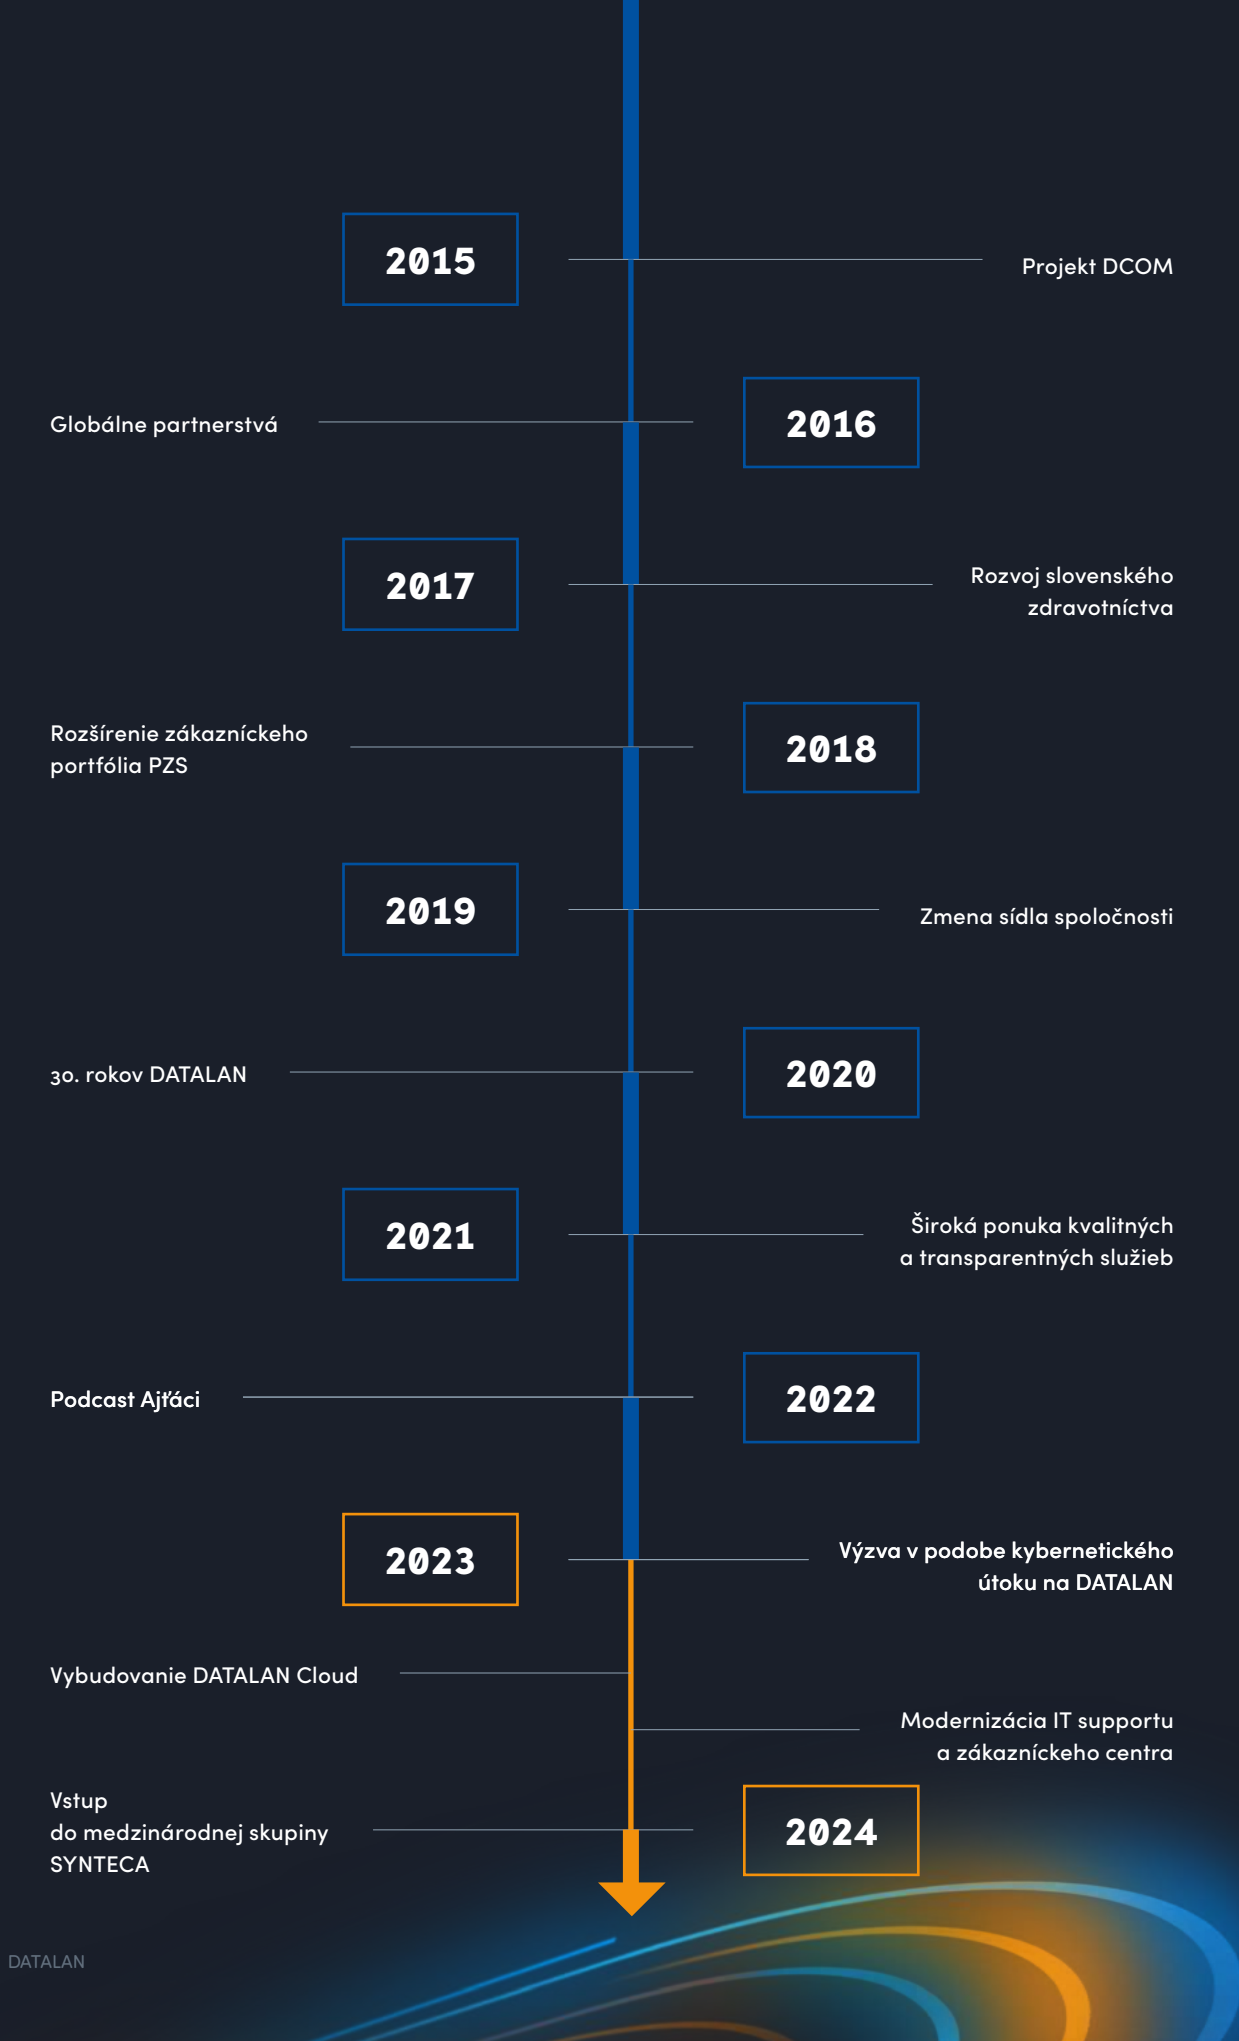 2015
Projekt DCOM
Globálne partnerstvá
2016
2017
Rozvoj slovenského
zdravotníctva
Rozšírenie zákazníckeho
portfólia PZS
2018
2019
Zmena sídla spoločnosti
30. rokov DATALAN
2020
2021
Široká ponuka kvalitných
a transparentných služieb
Podcast Ajťáci
2022
2023
Výzva v podobe kybernetického
útoku na DATALAN
Vybudovanie DATALAN Cloud
Modernizácia IT supportu
a zákazníckeho centra
Vstup
do medzinárodnej skupiny
SYNTECA
2024
DATALAN